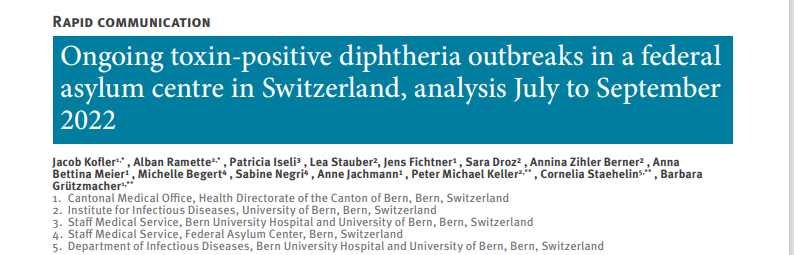 RAPID COMMUNICATION
Ongoing toxin-positive diphtheria outbreaks in a federal
asylum centre in Switzerland, analysis July to September
2022
Jacob Kofler¹,* , Alban Ramette²,* , Patricia Iseli³ , Lea Stauber², Jens Fichtner¹ , Sara Droz² , Annina Zihler Berner² , Anna
Bettina Meier¹ , Michelle Begert⁴ , Sabine Negri⁴ , Anne Jachmann¹ , Peter Michael Keller²,** , Cornelia Staehelin⁵,** , Barbara
Grützmacher¹,**
1. Cantonal Medical Office, Health Directorate of the Canton of Bern, Bern, Switzerland
2. Institute for Infectious Diseases, University of Bern, Bern, Switzerland
3. Staff Medical Service, Bern University Hospital and University of Bern, Bern, Switzerland
4. Staff Medical Service, Federal Asylum Center, Bern, Switzerland
5. Department of Infectious Diseases, Bern University Hospital and University of Bern, Bern, Switzerland